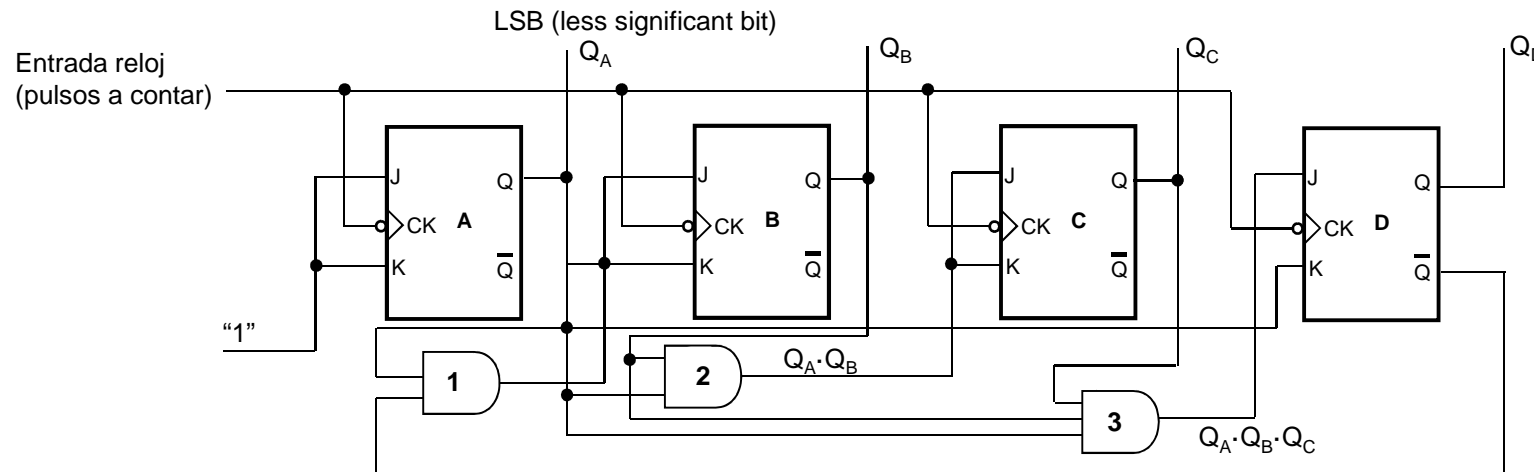 LSB (less significant bit)
Entrada reloj
(pulsos a contar)
QA
QB
QC
J
Q
CK
A
K
Q̅
J
Q
CK
B
K
Q̅
J
Q
CK
C
K
Q̅
J
Q
CK
D
K
Q̅
“1”
1
2
QA·QB
3
QA·QB·QC